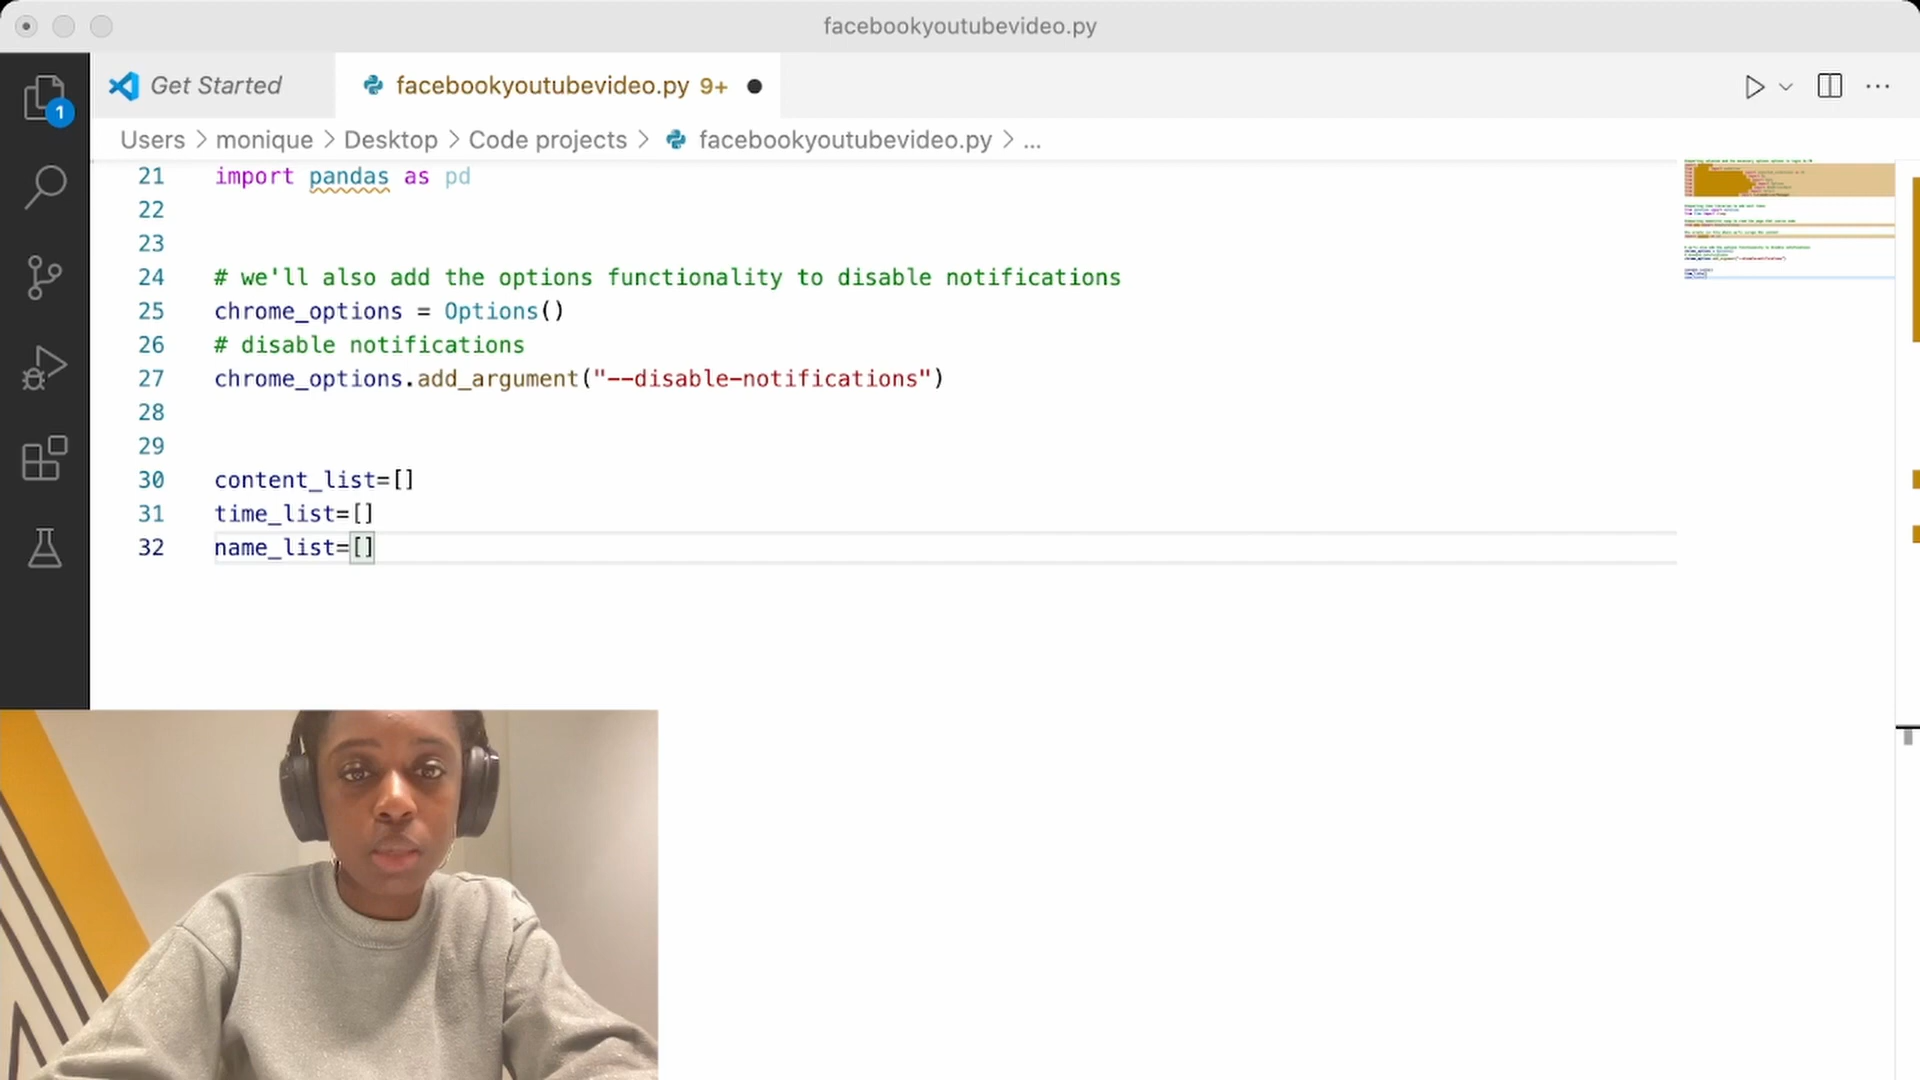 facebookyoutubevideo.py
Get Started
facebookyoutubevideo.py 9+
1
Users > monique > Desktop > Code projects > facebookyoutubevideo.py > ...
21 import pandas as pd
22
23
24 # we'll also add the options functionality to disable notifications
25 chrome_options = Options()
26 # disable notifications
27 chrome_options.add_argument("--disable-notifications")
28
29
30 content_list=[]
31 time_list=[]
32 name_list=[]